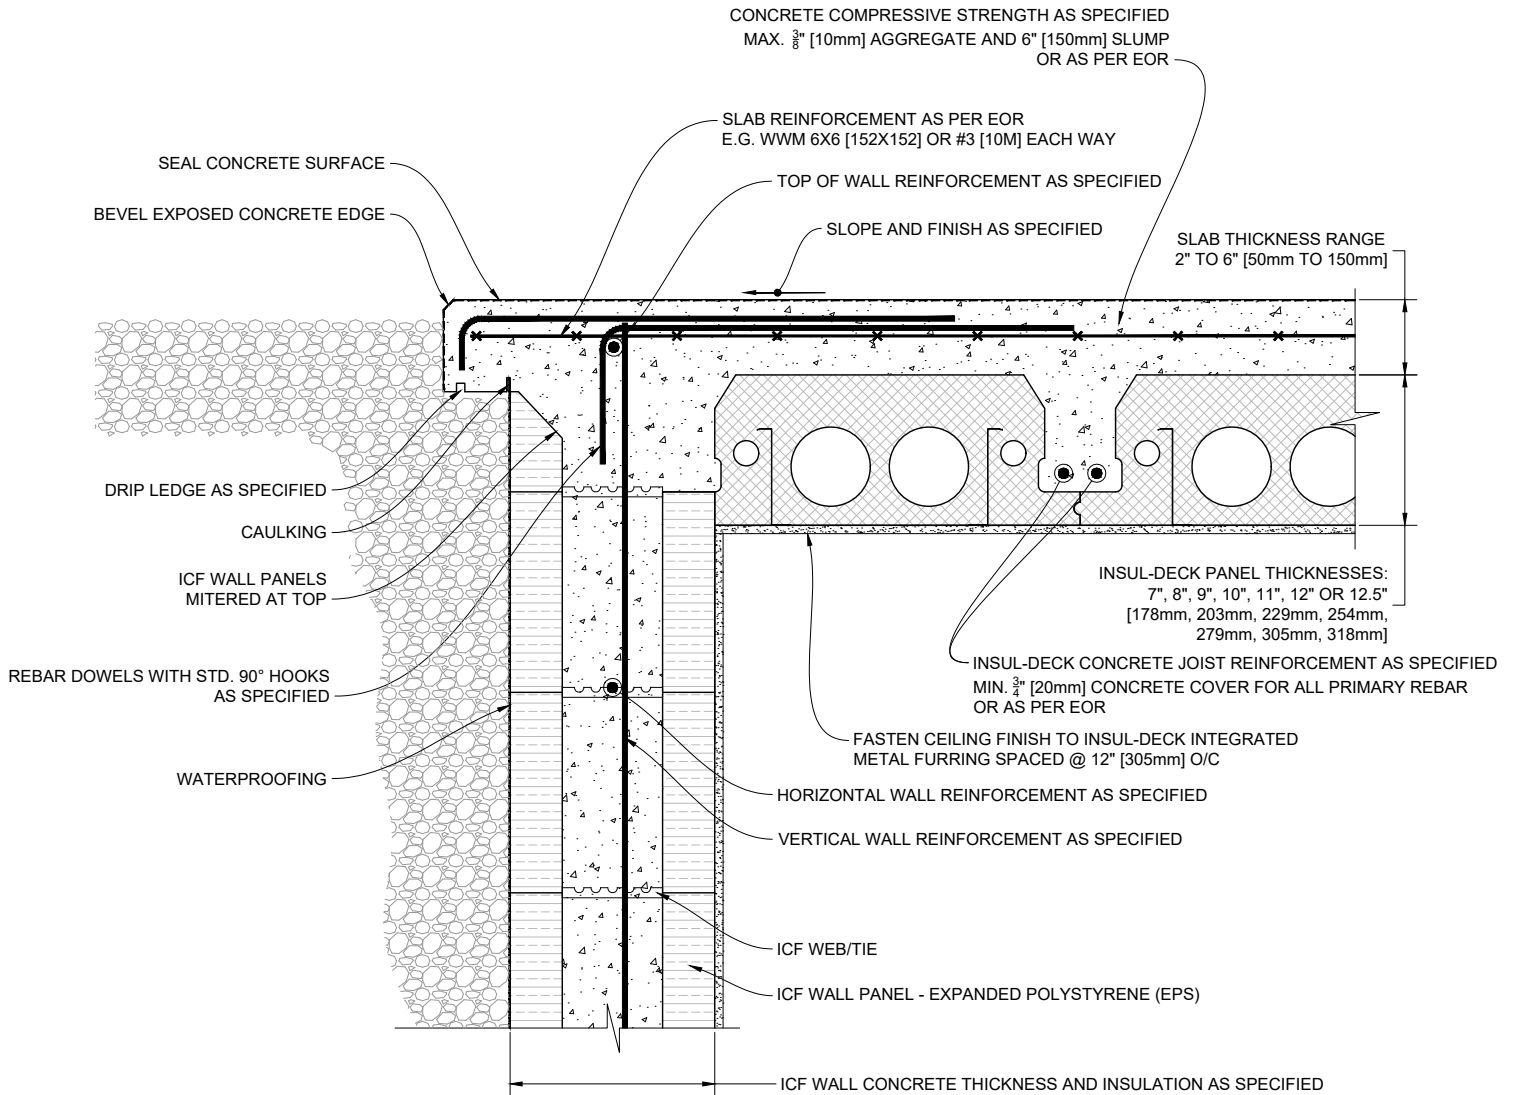 CONCRETE COMPRESSIVE STRENGTH AS SPECIFIED
MAX. 3/8" [10mm] AGGREGATE AND 6" [150mm] SLUMP
OR AS PER EOR
SLAB REINFORCEMENT AS PER EOR
E.G. WWM 6X6 [152X152] OR #3 [10M] EACH WAY
SEAL CONCRETE SURFACE
TOP OF WALL REINFORCEMENT AS SPECIFIED
BEVEL EXPOSED CONCRETE EDGE
SLOPE AND FINISH AS SPECIFIED
SLAB THICKNESS RANGE
2" TO 6" [50mm TO 150mm]
DRIP LEDGE AS SPECIFIED
CAULKING
ICF WALL PANELS
MITERED AT TOP
INSUL-DECK PANEL THICKNESSES:
7", 8", 9", 10", 11", 12" OR 12.5"
[178mm, 203mm, 229mm, 254mm,
279mm, 305mm, 318mm]
INSUL-DECK CONCRETE JOIST REINFORCEMENT AS SPECIFIED
MIN. 3/4" [20mm] CONCRETE COVER FOR ALL PRIMARY REBAR
OR AS PER EOR
REBAR DOWELS WITH STD. 90° HOOKS
AS SPECIFIED
FASTEN CEILING FINISH TO INSUL-DECK INTEGRATED
METAL FURRING SPACED @ 12" [305mm] O/C
WATERPROOFING
HORIZONTAL WALL REINFORCEMENT AS SPECIFIED
VERTICAL WALL REINFORCEMENT AS SPECIFIED
ICF WEB/TIE
ICF WALL PANEL - EXPANDED POLYSTYRENE (EPS)
ICF WALL CONCRETE THICKNESS AND INSULATION AS SPECIFIED